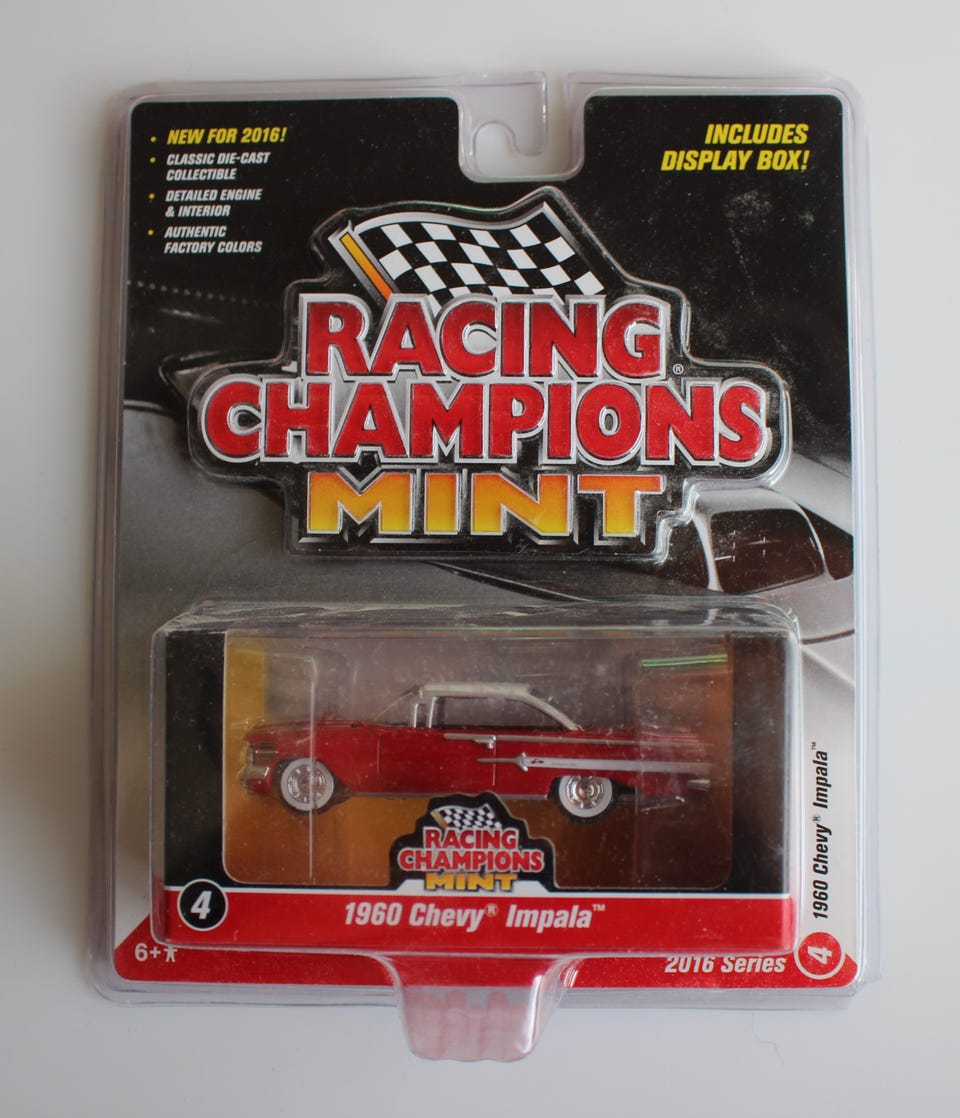 • NEW FOR 2016!
• CLASSIC DIE-CAST
COLLECTIBLE
• DETAILED ENGINE
& INTERIOR
• AUTHENTIC
FACTORY COLORS
INCLUDES
DISPLAY BOX!
RACING
CHAMPIONS®
MINT
RACING
CHAMPIONS
MINT
4
1960 Chevy® Impala™
6+
2016 Series
1960 Chevy® Impala™
4